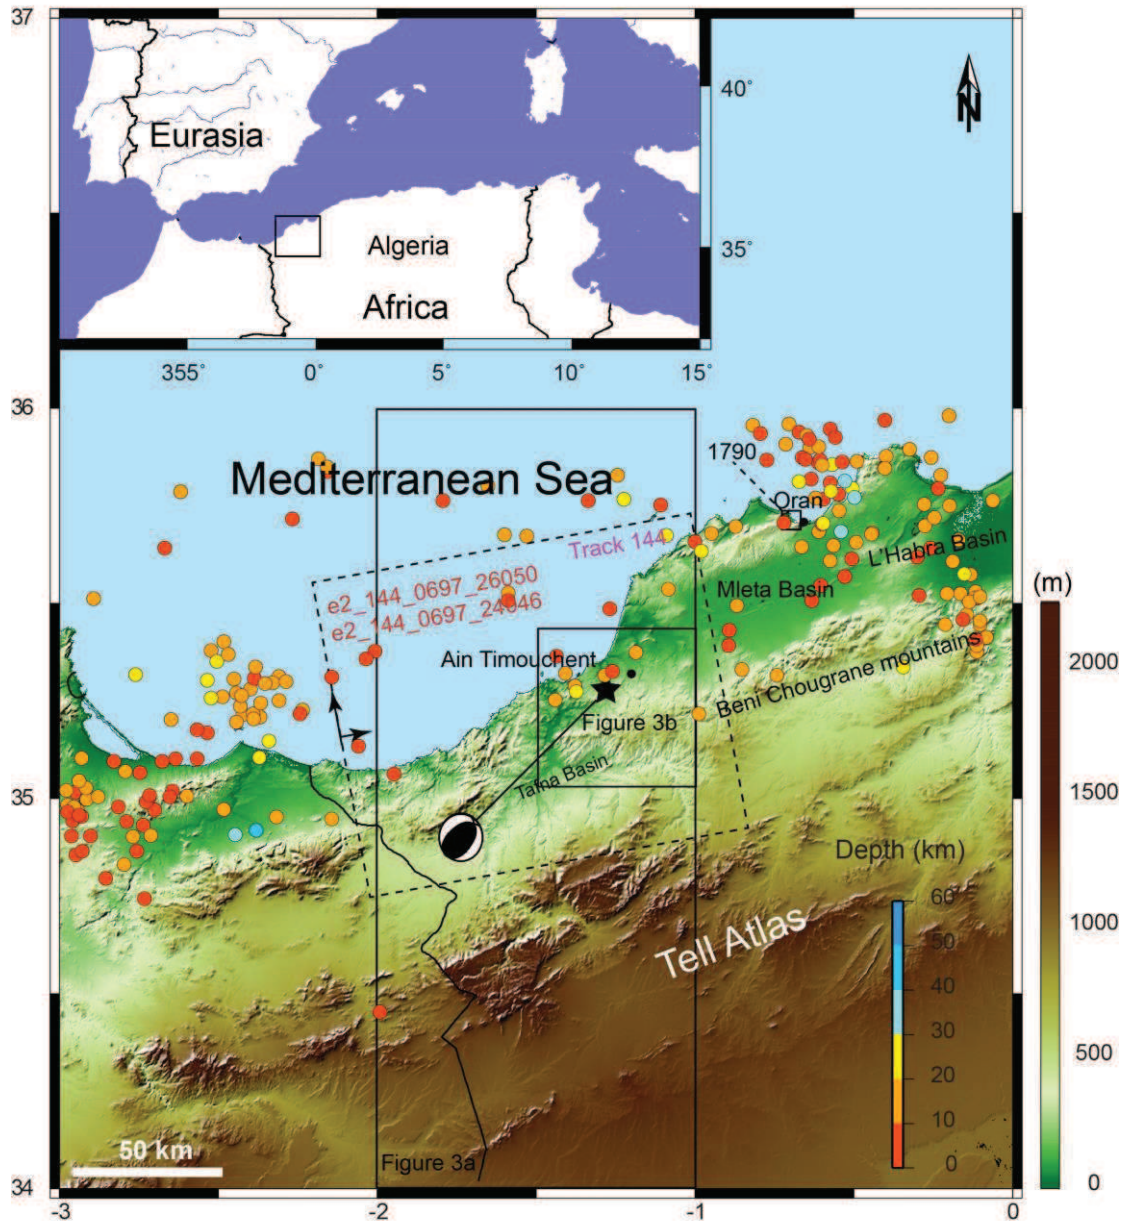 37
40°
N
Eurasia
Algeria
35°
Africa
355°
0°
5°
10°
15°
36
1790
Mediterranean Sea
Oran
Track 144
L'Habra Basin
e2_144_0697_26050
e2_144_0697_24046
Mleta Basin
(m)
Ain Timouchent
Beni Chougrane mountains
2000
Figure 3b
Tafna Basin
35
1500
Depth (km)
60
50
40
30
20
10
0
Tell Atlas
1000
500
50 km
Figure 3a
0
34
-3
-2
-1
0